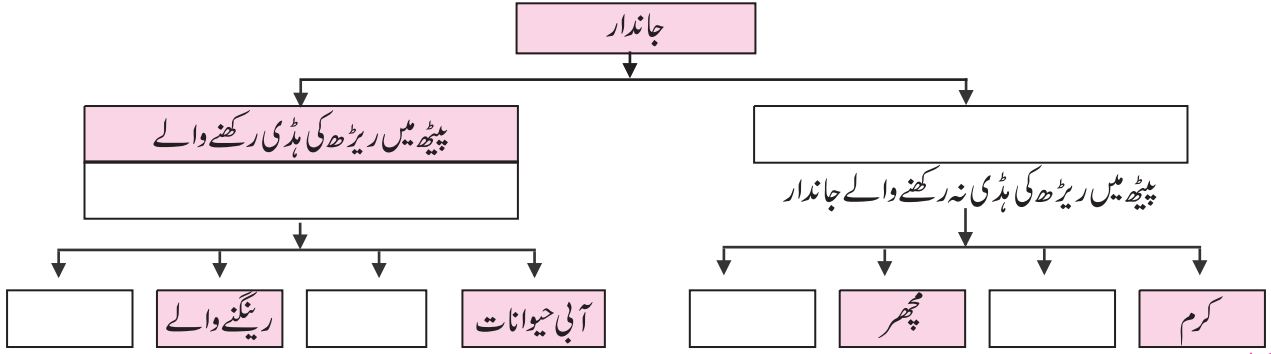 جاندار
پیٹھ میں ریڑھ کی ہڈی رکھنے والے
پیٹھ میں ریڑھ کی ہڈی نہ رکھنے والے جاندار
کرم
مچھر
آبی حیوانات
رینگنے والے